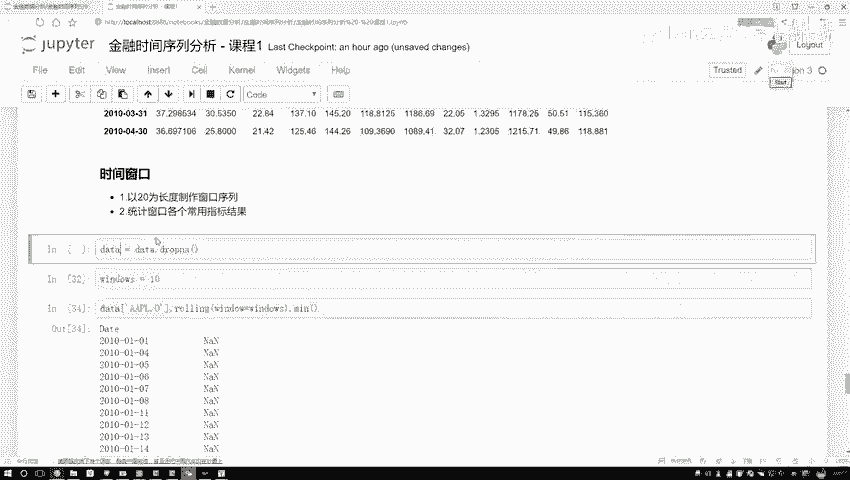 http://localhost
jupyter 金融时间序列分析 - 课程1 Last Checkpoint: an hour ago (unsaved changes)
Logout
File Edit View Insert Cell Kernel Widgets Help
Trusted
Code
2010-03-31 37.298534 30.5350 22.84 137.10 145.20 118.8125 1186.69 22.05 1.3295 1178.25 50.51 115.360
2010-04-30 36.697106 25.8000 21.42 125.46 144.26 109.3690 1089.41 32.07 1.2305 1215.71 49.86 118.881
时间窗口
1.以20为长度制作窗口序列
2.统计窗口各个常用指标结果
In [ ]: data = data.dropna()
In [32] windows = 10
In [34]: data['AAPL.O'].rolling(window=windows).min()
Out[34]: Date
2010-01-01 NaN
2010-01-04 NaN
2010-01-05 NaN
2010-01-06 NaN
2010-01-07 NaN
2010-01-08 NaN
2010-01-11 NaN
2010-01-12 NaN
2010-01-13 NaN
2010-01-14 NaN